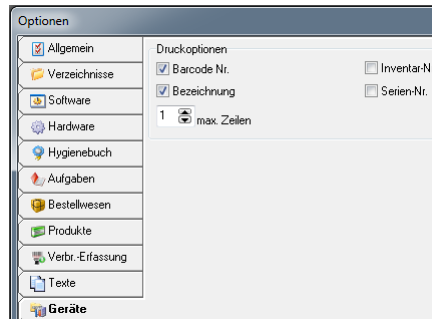 Optionen
Allgemein
Verzeichnisse
Software
Hardware
Hygienebuch
Aufgaben
Bestellwesen
Produkte
Verbr.-Erfassung
Texte
Geräte
Druckoptionen
Barcode Nr.
Inventar-N
Bezeichnung
Serien-Nr.
1 max. Zeilen